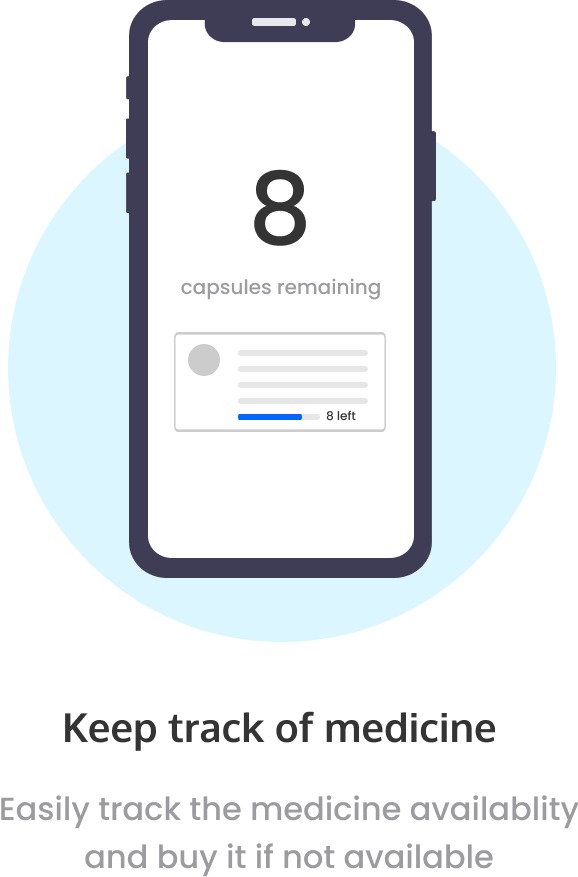 8
capsules remaining
8 left
Keep track of medicine
Easily track the medicine availablity
and buy it if not available